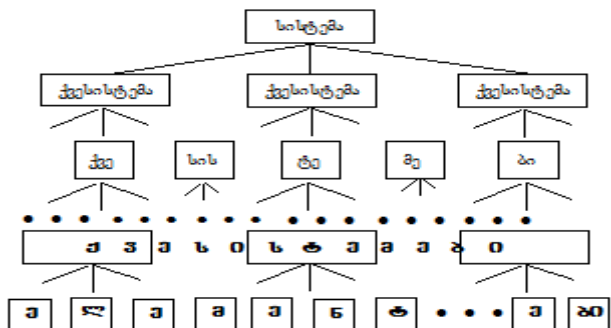 სისტემა
ქვესისტემა ქვესისტემა ქვესისტემა
ქვე სის ტე მე ბი
ქ ვ ე ს ი ს ტ ე მ ე ბ ი
ე ლ ე მ ე ნ ტ ე ბი